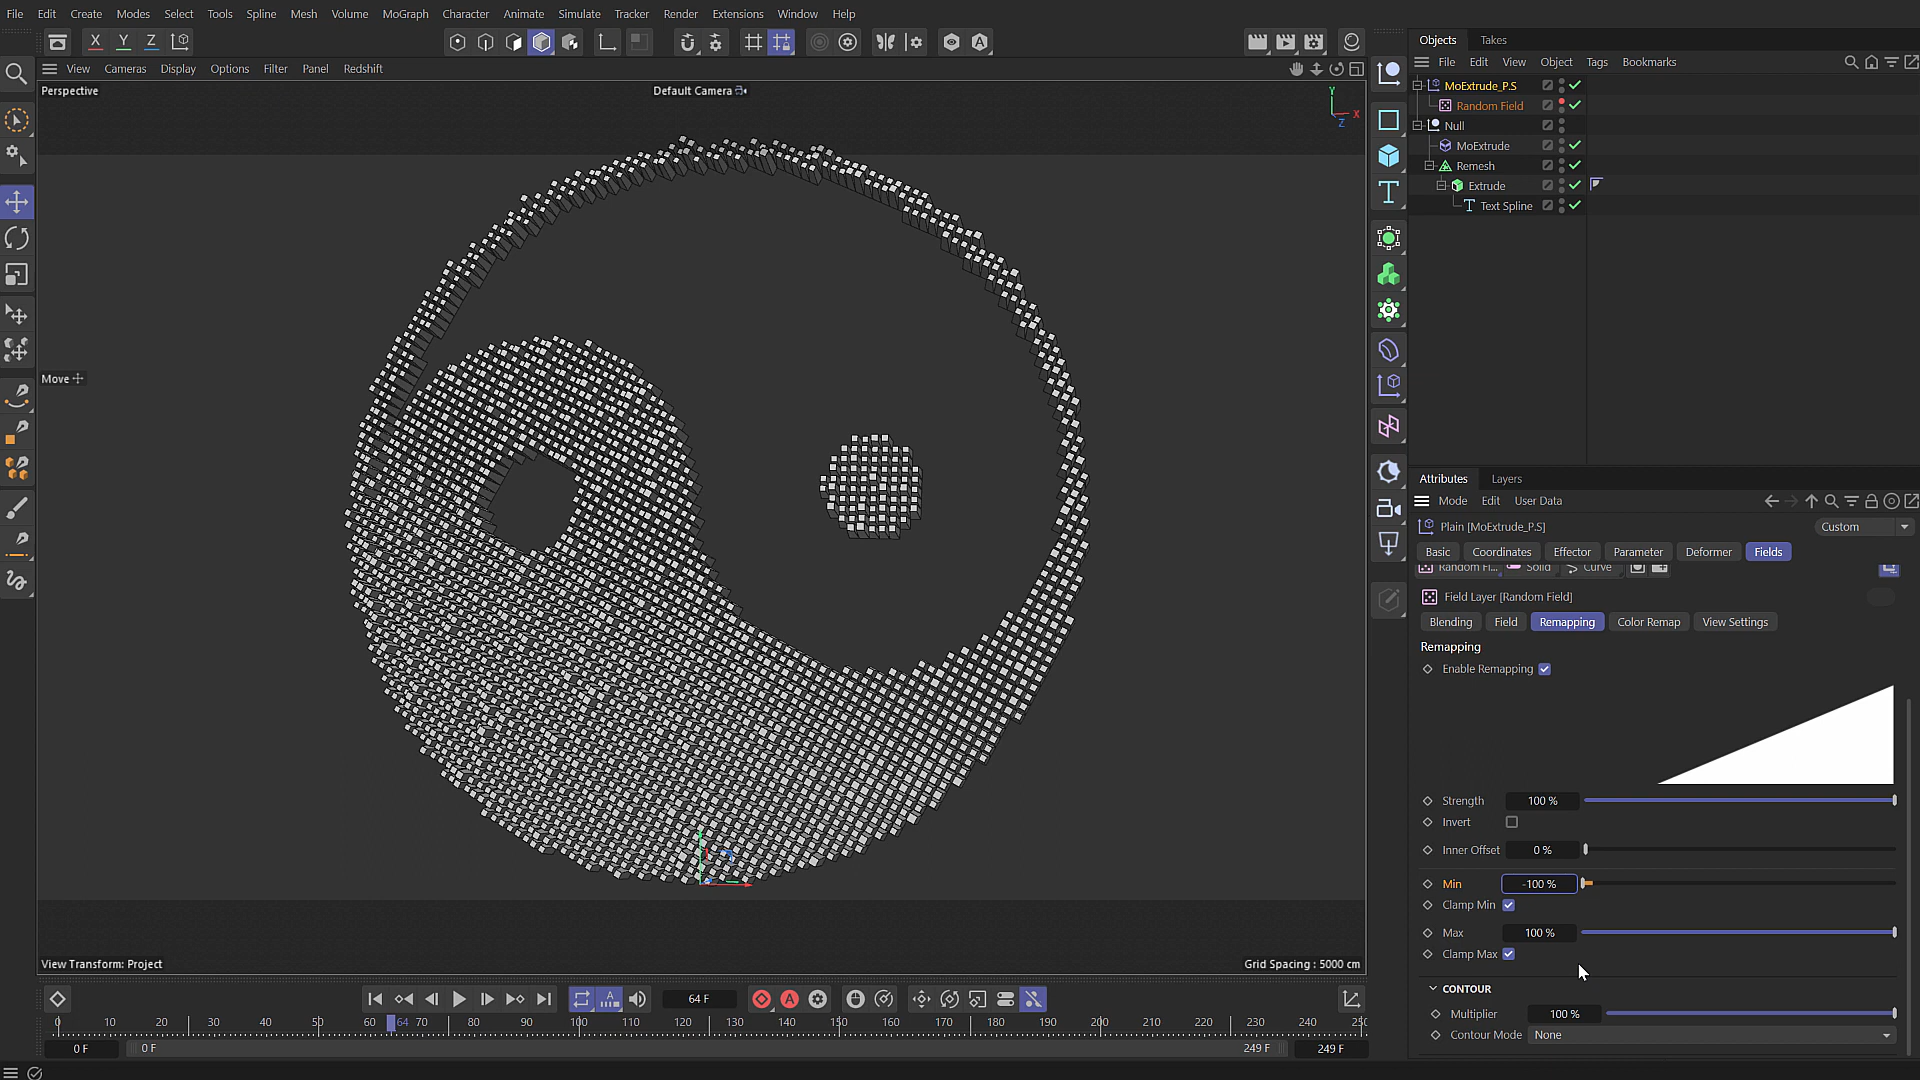 File Edit Create Modes Select Tools Spline Mesh Volume MoGraph Character Animate Simulate Tracker Render Extensions Window Help
X Y Z
View Cameras Display Options Filter Panel Redshift
Perspective
Default Camera
Y
X
Z
Move
View Transform: Project
Grid Spacing : 5000 cm
Objects Takes
File Edit View Object Tags Bookmarks
MoExtrude_P.S
Random Field
Null
MoExtrude
Remesh
Extrude
Text Spline
Attributes Layers
Mode Edit User Data
Plain [MoExtrude_P.S]
Custom
Basic Coordinates Effector Parameter Deformer Fields
Random Fi... Solid Curve
Field Layer [Random Field]
Blending Field Remapping Color Remap View Settings
Remapping
Enable Remapping
Strength 100 %
Invert
Inner Offset 0 %
Min -100 %
Clamp Min
Max 100 %
Clamp Max
CONTOUR
Multiplier 100 %
Contour Mode None
64 F
0 10 20 30 40 50 60 64 70 80 90 100 110 120 130 140 150 160 170 180 190 200 210 220 230 240 250
0 F 0 F 249 F 249 F